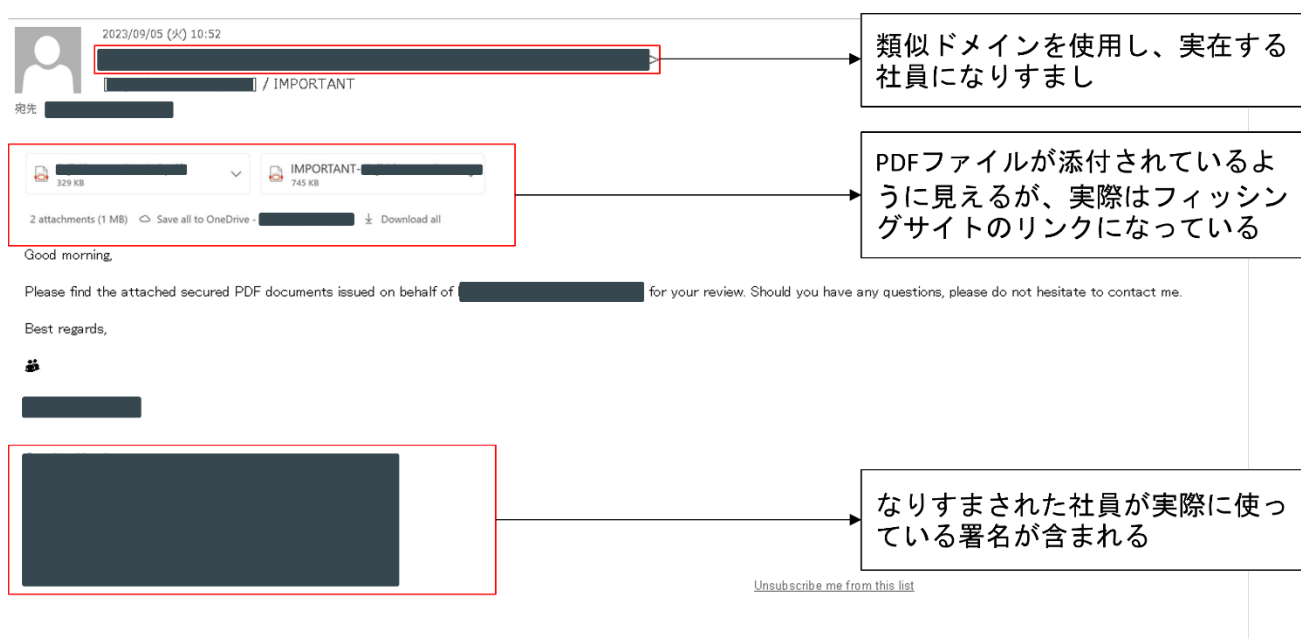 2023/09/05 (火) 10:52
[ ] / IMPORTANT
宛先
329 KB
IMPORTANT-
745 KB
2 attachments (1 MB) Save all to OneDrive - Download all
Good morning,
Please find the attached secured PDF documents issued on behalf of for your review. Should you have any questions, please do not hesitate to contact me.
Best regards,
Unsubscribe me from this list
類似ドメインを使用し、実在する
社員になりすまし
PDFファイルが添付されているよ
うに見えるが、実際はフィッシン
グサイトのリンクになっている
なりすまされた社員が実際に使っ
ている署名が含まれる